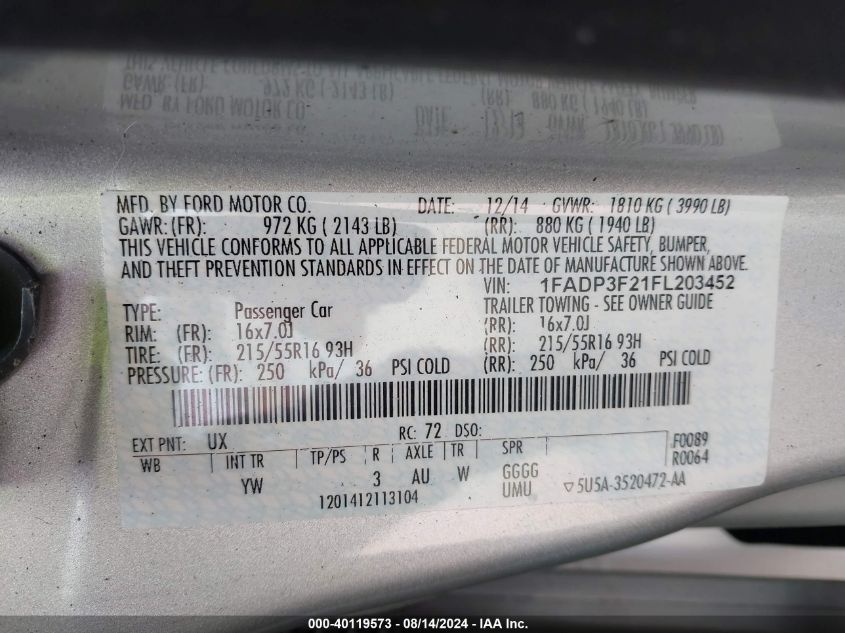 MFD. BY FORD MOTOR CO. DATE: 12/14 GVWR: 1810 KG ( 3990 LB)
GAWR: (FR): 972 KG ( 2143 LB) (RR): 880 KG ( 1940 LB)
THIS VEHICLE CONFORMS TO ALL APPLICABLE FEDERAL MOTOR VEHICLE SAFETY, BUMPER,
AND THEFT PREVENTION STANDARDS IN EFFECT ON THE DATE OF MANUFACTURE SHOWN ABOVE.
VIN: 1FADP3F21FL203452
TYPE: Passenger Car TRAILER TOWING - SEE OWNER GUIDE
RIM: (FR): 16x7.0J (RR): 16x7.0J
TIRE: (FR): 215/55R16 93H (RR): 215/55R16 93H
PRESSURE: (FR): 250 kPa/ 36 PSI COLD (RR): 250 kPa/ 36 PSI COLD
EXT PNT: UX RC: 72 DSO: F0089
WB INT TR TP/PS R AXLE TR SPR R0064
YW 3 AU W GGGG
UMU ▽5U5A-3520472-AA
1201412113104
000-40119573 - 08/14/2024 - IAA Inc.